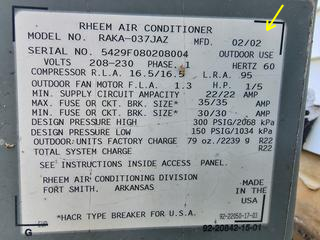 RHEEM AIR CONDITIONER
MODEL NO. RAKA-037JAZ MFD. 02/02
SERIAL NO. 5429F080208004 OUTDOOR USE
VOLTS 208-230 PHASE 1 HERTZ 60
COMPRESSOR R.L.A. 16.5/16.5 L.R.A. 95
OUTDOOR FAN MOTOR F.L.A. 1.3 H.P. 1/5
MIN. SUPPLY CIRCUIT AMPACITY 22/22 AMP
MAX. FUSE OR CKT. BRK. SIZE* 35/35 AMP
MIN. FUSE OR CKT. BRK. SIZE* 30/30 AMP
DESIGN PRESSURE HIGH 300 PSIG/2068 kPa
DESIGN PRESSURE LOW 150 PSIG/1034 kPa
OUTDOOR UNITS FACTORY CHARGE 79 oz./2239 g R22
TOTAL SYSTEM CHARGE R22
SEE INSTRUCTIONS INSIDE ACCESS PANEL.
RHEEM AIR CONDITIONING DIVISION
FORT SMITH, ARKANSAS
MADE IN THE USA
*HACR TYPE BREAKER FOR U.S.A.
92-22050-17-01
G 92-20842-15-01